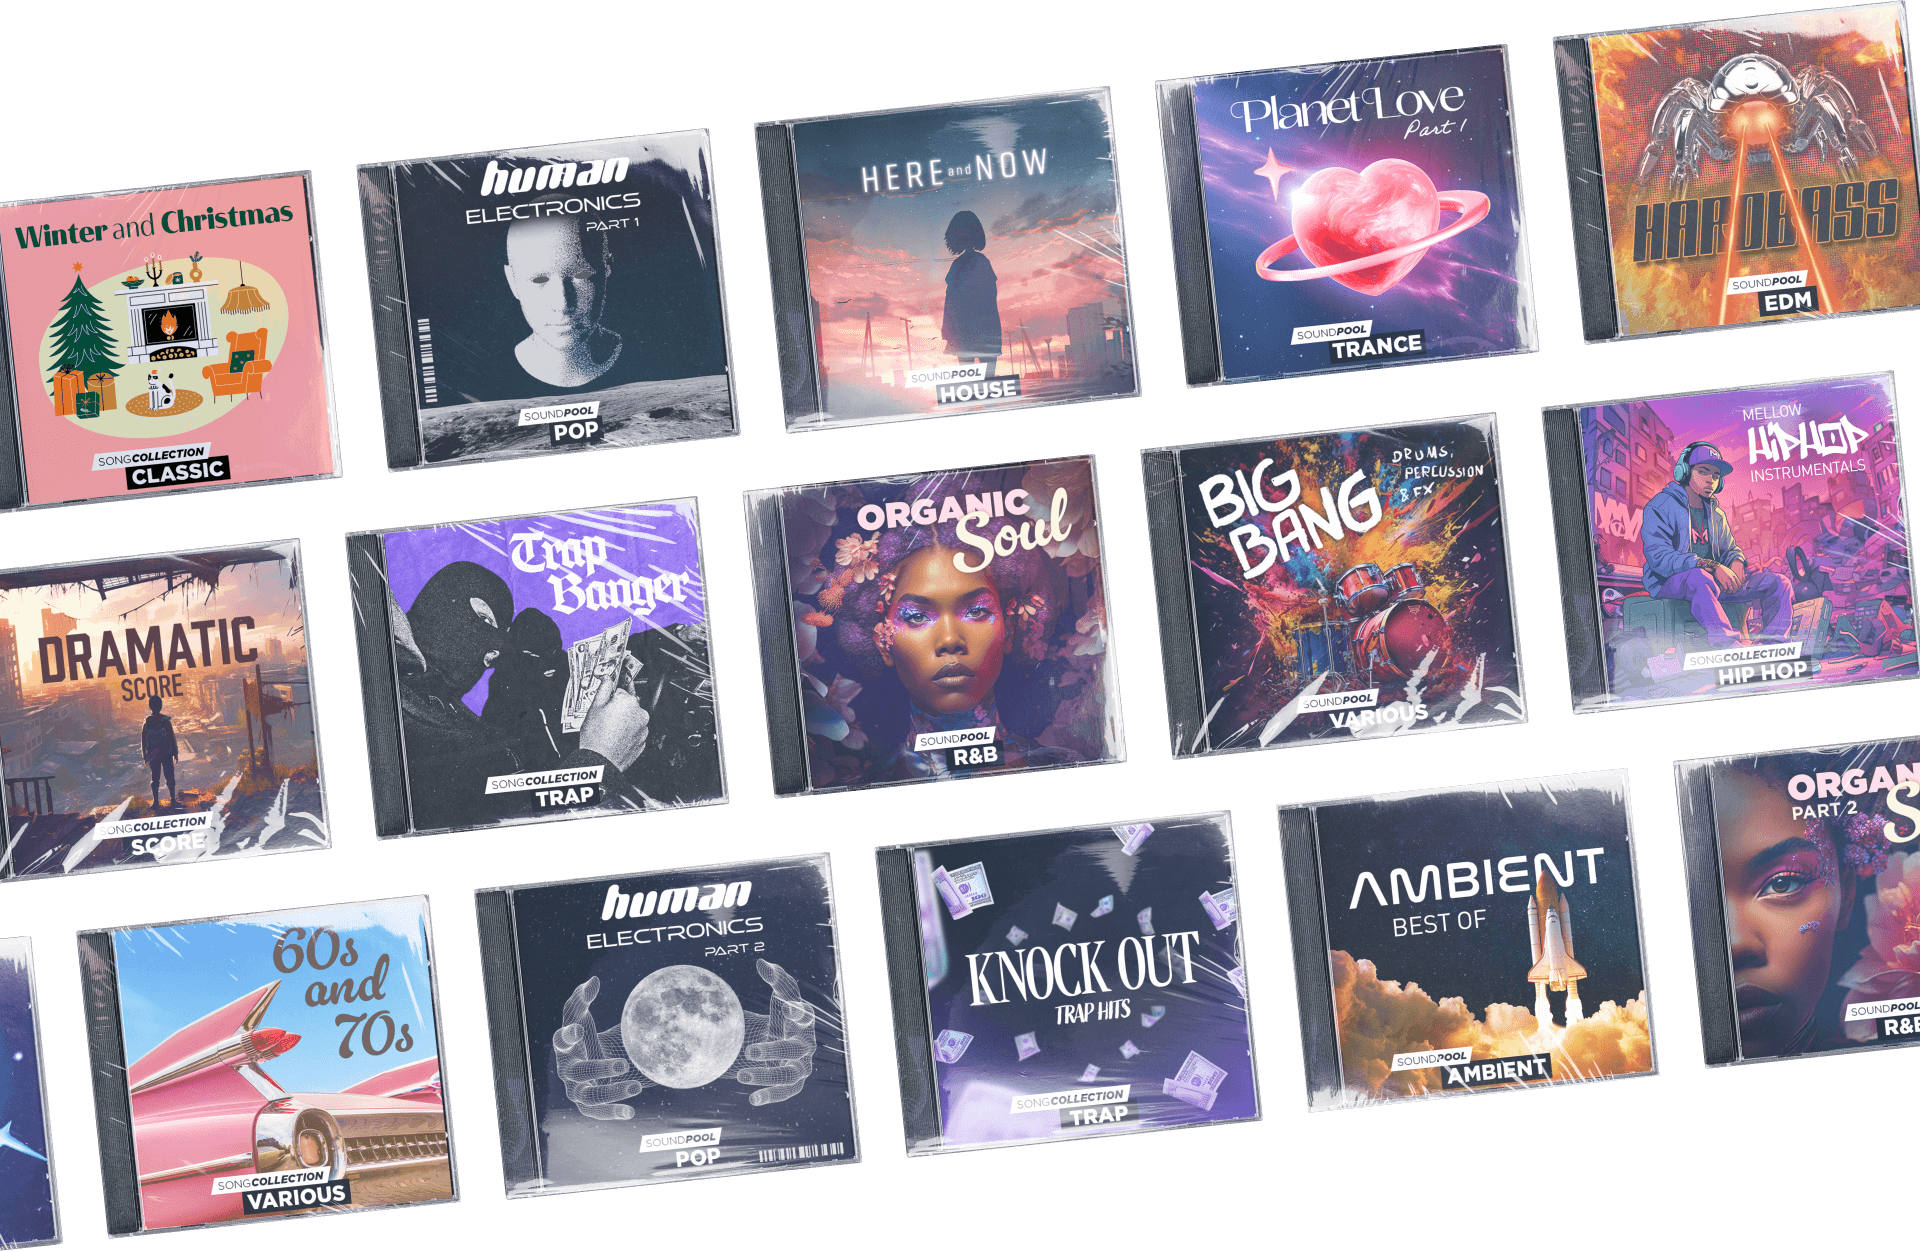 Winter and Christmas
SONGCOLLECTION
CLASSIC
human
ELECTRONICS
PART 1
SOUNDPOOL
POP
HERE and NOW
SOUNDPOOL
HOUSE
Planet Love
Part 1
SOUNDPOOL
TRANCE
HARDBASS
SOUNDPOOL
EDM
DRAMATIC
SCORE
SONGCOLLECTION
SCORE
Trap
Banger
SONGCOLLECTION
TRAP
ORGANIC
Soul
SOUNDPOOL
R&B
BIG
BANG
DRUMS,
PERCUSSION
& FX
SOUNDPOOL
VARIOUS
MELLOW
HIPHOP
INSTRUMENTALS
SONGCOLLECTION
HIP HOP
60s
and
70s
SONGCOLLECTION
VARIOUS
human
ELECTRONICS
PART 2
SOUNDPOOL
POP
KNOCK OUT
TRAP HITS
SONGCOLLECTION
TRAP
AMBIENT
BEST OF
SOUNDPOOL
AMBIENT
ORGAN
PART 2
S
SOUNDPOOL
R&B